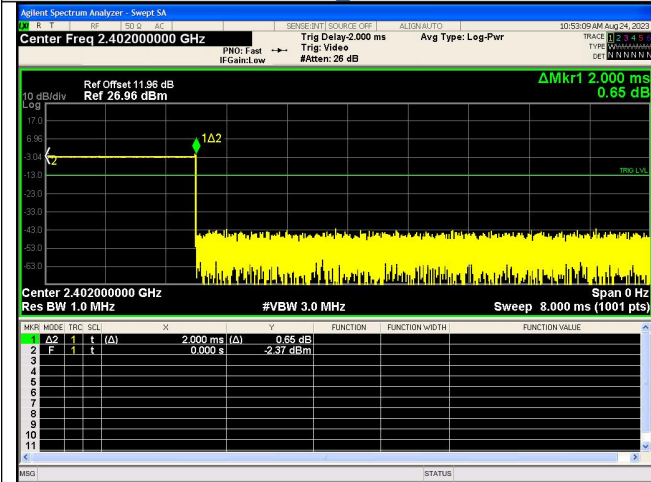 Agilent Spectrum Analyzer - Swept SA
R T RF 50 Ω AC SENSE:INT SOURCE OFF ALIGN AUTO 10:53:09 AM Aug 24, 2023
Center Freq 2.402000000 GHz Trig Delay-2.000 ms Avg Type: Log-Pwr TRACE 1 2 3 4 5 6
PNO: Fast Trig: Video TYPE WWWWWW
IFGain:Low #Atten: 26 dB DET N N N N N N
ΔMkr1 2.000 ms
Ref Offset 11.96 dB 0.65 dB
10 dB/div Ref 26.96 dBm
Log
17.0
6.96 1Δ2
-3.04 2
-13.0 TRIG LVL
-23.0
-33.0
-43.0
-53.0
-63.0
Center 2.402000000 GHz Span 0 Hz
Res BW 1.0 MHz #VBW 3.0 MHz Sweep 8.000 ms (1001 pts)
MKR MODE TRC SCL X Y FUNCTION FUNCTION WIDTH FUNCTION VALUE
1 Δ2 1 t (Δ) 2.000 ms (Δ) 0.65 dB
2 F 1 t 0.000 s -2.37 dBm
3
4
5
6
7
8
9
10
11
MSG STATUS